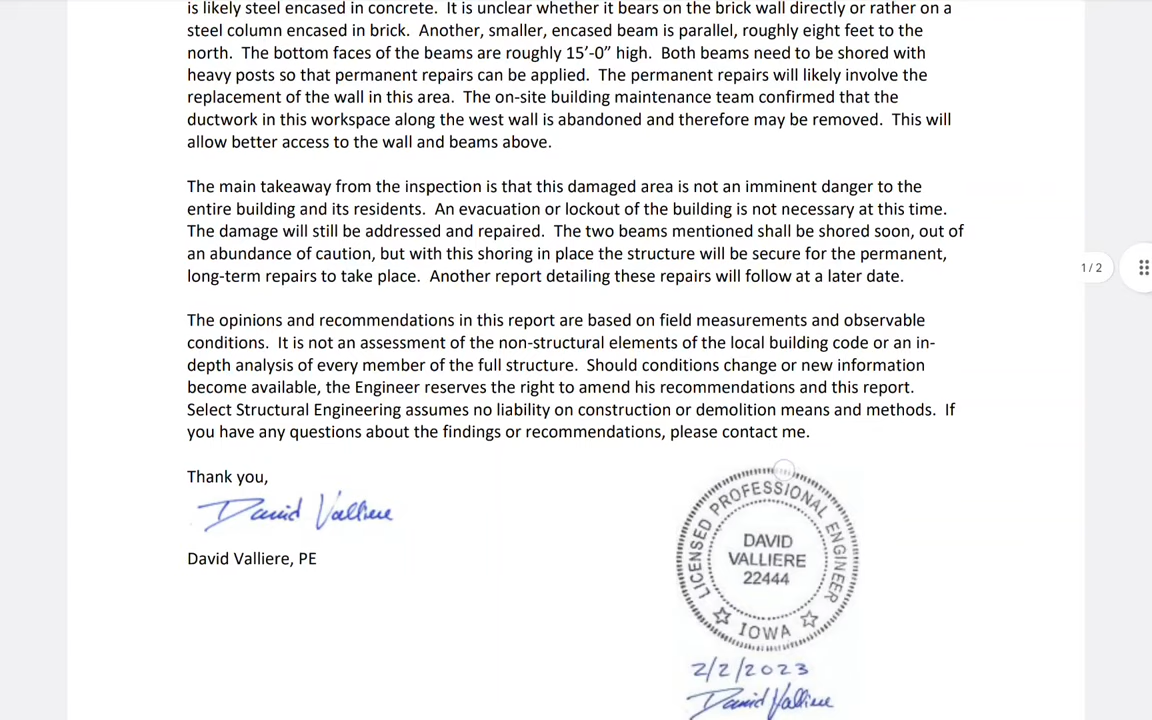 is likely steel encased in concrete.  It is unclear whether it bears on the brick wall directly or rather on a
steel column encased in brick.  Another, smaller, encased beam is parallel, roughly eight feet to the
north.  The bottom faces of the beams are roughly 15’-0” high.  Both beams need to be shored with
heavy posts so that permanent repairs can be applied.  The permanent repairs will likely involve the
replacement of the wall in this area.  The on-site building maintenance team confirmed that the
ductwork in this workspace along the west wall is abandoned and therefore may be removed.  This will
allow better access to the wall and beams above.
The main takeaway from the inspection is that this damaged area is not an imminent danger to the
entire building and its residents.  An evacuation or lockout of the building is not necessary at this time.
The damage will still be addressed and repaired.  The two beams mentioned shall be shored soon, out of
an abundance of caution, but with this shoring in place the structure will be secure for the permanent,
long-term repairs to take place.  Another report detailing these repairs will follow at a later date.
1 / 2
The opinions and recommendations in this report are based on field measurements and observable
conditions.  It is not an assessment of the non-structural elements of the local building code or an in-
depth analysis of every member of the full structure.  Should conditions change or new information
become available, the Engineer reserves the right to amend his recommendations and this report.
Select Structural Engineering assumes no liability on construction or demolition means and methods.  If
you have any questions about the findings or recommendations, please contact me.
Thank you,
David Valliere
David Valliere, PE
LICENSED PROFESSIONAL ENGINEER
DAVID
VALLIERE
22444
IOWA
2/2/2023
David Valliere